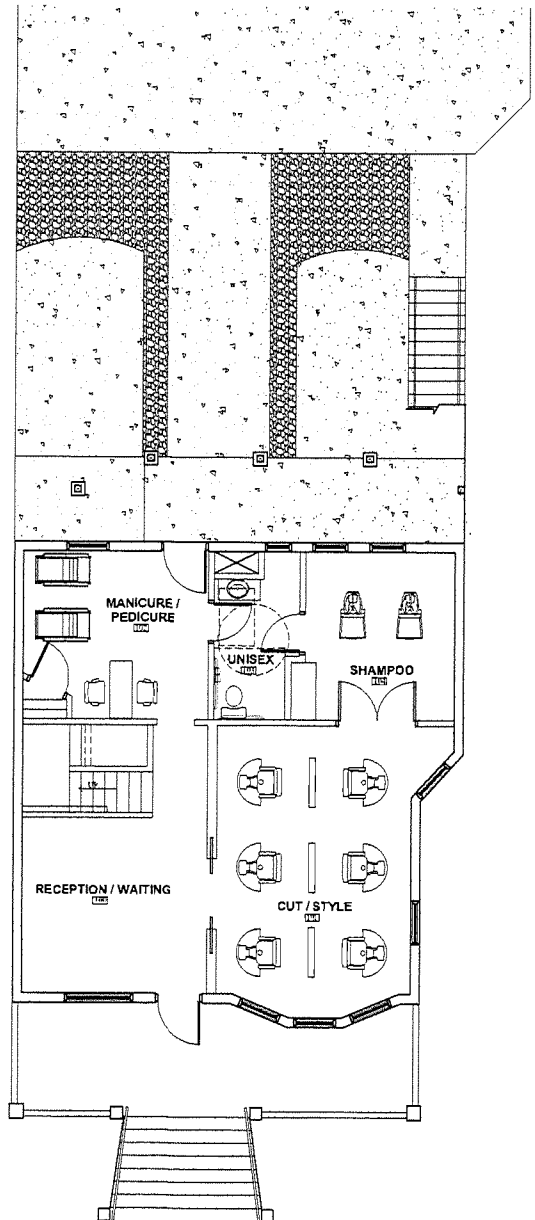 MANICURE /
PEDICURE
UNISEX
SHAMPOO
RECEPTION / WAITING
CUT / STYLE